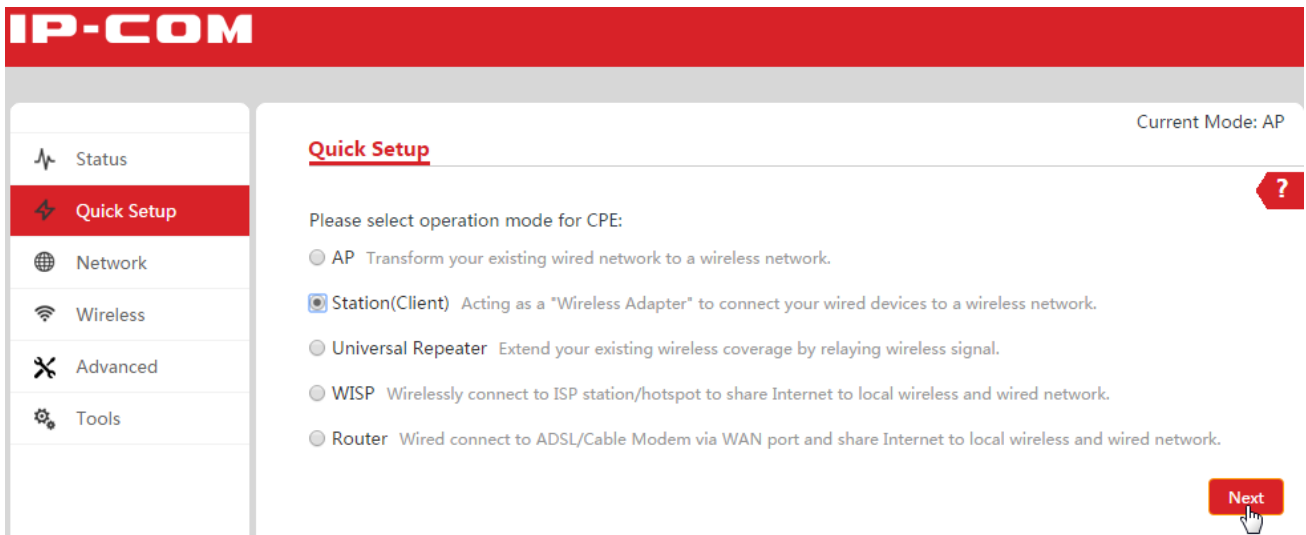 IP-COM
Current Mode: AP
Status
Quick Setup
Network
Wireless
Advanced
Tools
Quick Setup
?
Please select operation mode for CPE:
AP Transform your existing wired network to a wireless network.
Station(Client) Acting as a "Wireless Adapter" to connect your wired devices to a wireless network.
Universal Repeater Extend your existing wireless coverage by relaying wireless signal.
WISP Wirelessly connect to ISP station/hotspot to share Internet to local wireless and wired network.
Router Wired connect to ADSL/Cable Modem via WAN port and share Internet to local wireless and wired network.
Next